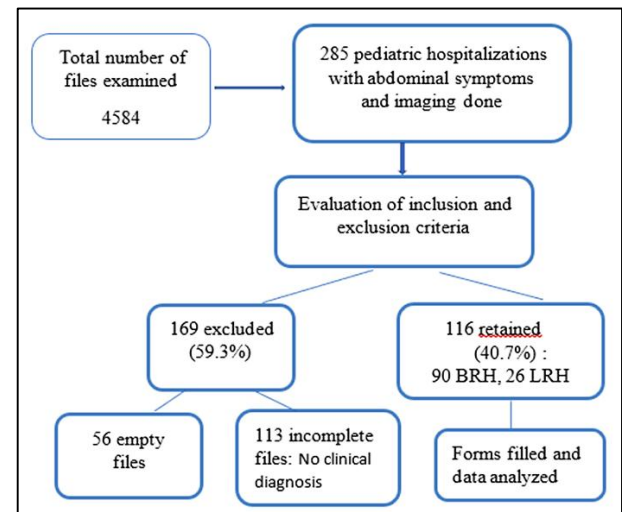 Total number of
files examined
4584
285 pediatric hospitalizations
with abdominal symptoms
and imaging done
Evaluation of inclusion and
exclusion criteria
169 excluded
(59.3%)
116 retained
(40.7%) :
90 BRH, 26 LRH
56 empty
files
113 incomplete
files: No clinical
diagnosis
Forms filled and
data analyzed